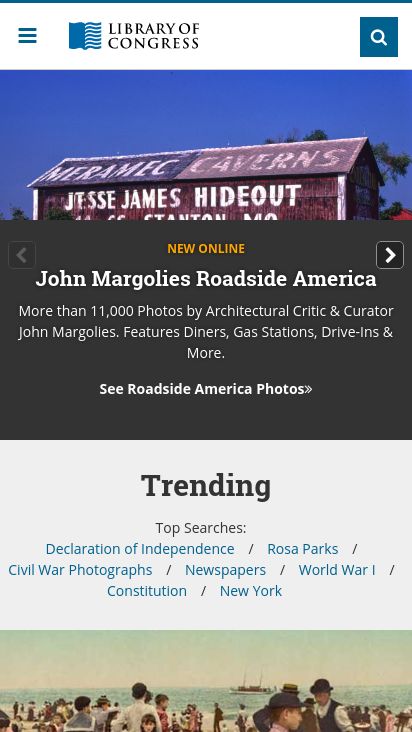 LIBRARY OF
CONGRESS
MERAMEC CAVERNS
JESSE JAMES HIDEOUT
STANTON MO
NEW ONLINE
John Margolies Roadside America
More than 11,000 Photos by Architectural Critic & Curator
John Margolies. Features Diners, Gas Stations, Drive-Ins &
More.
See Roadside America Photos»
Trending
Top Searches:
Declaration of Independence / Rosa Parks /
Civil War Photographs / Newspapers / World War I /
Constitution / New York